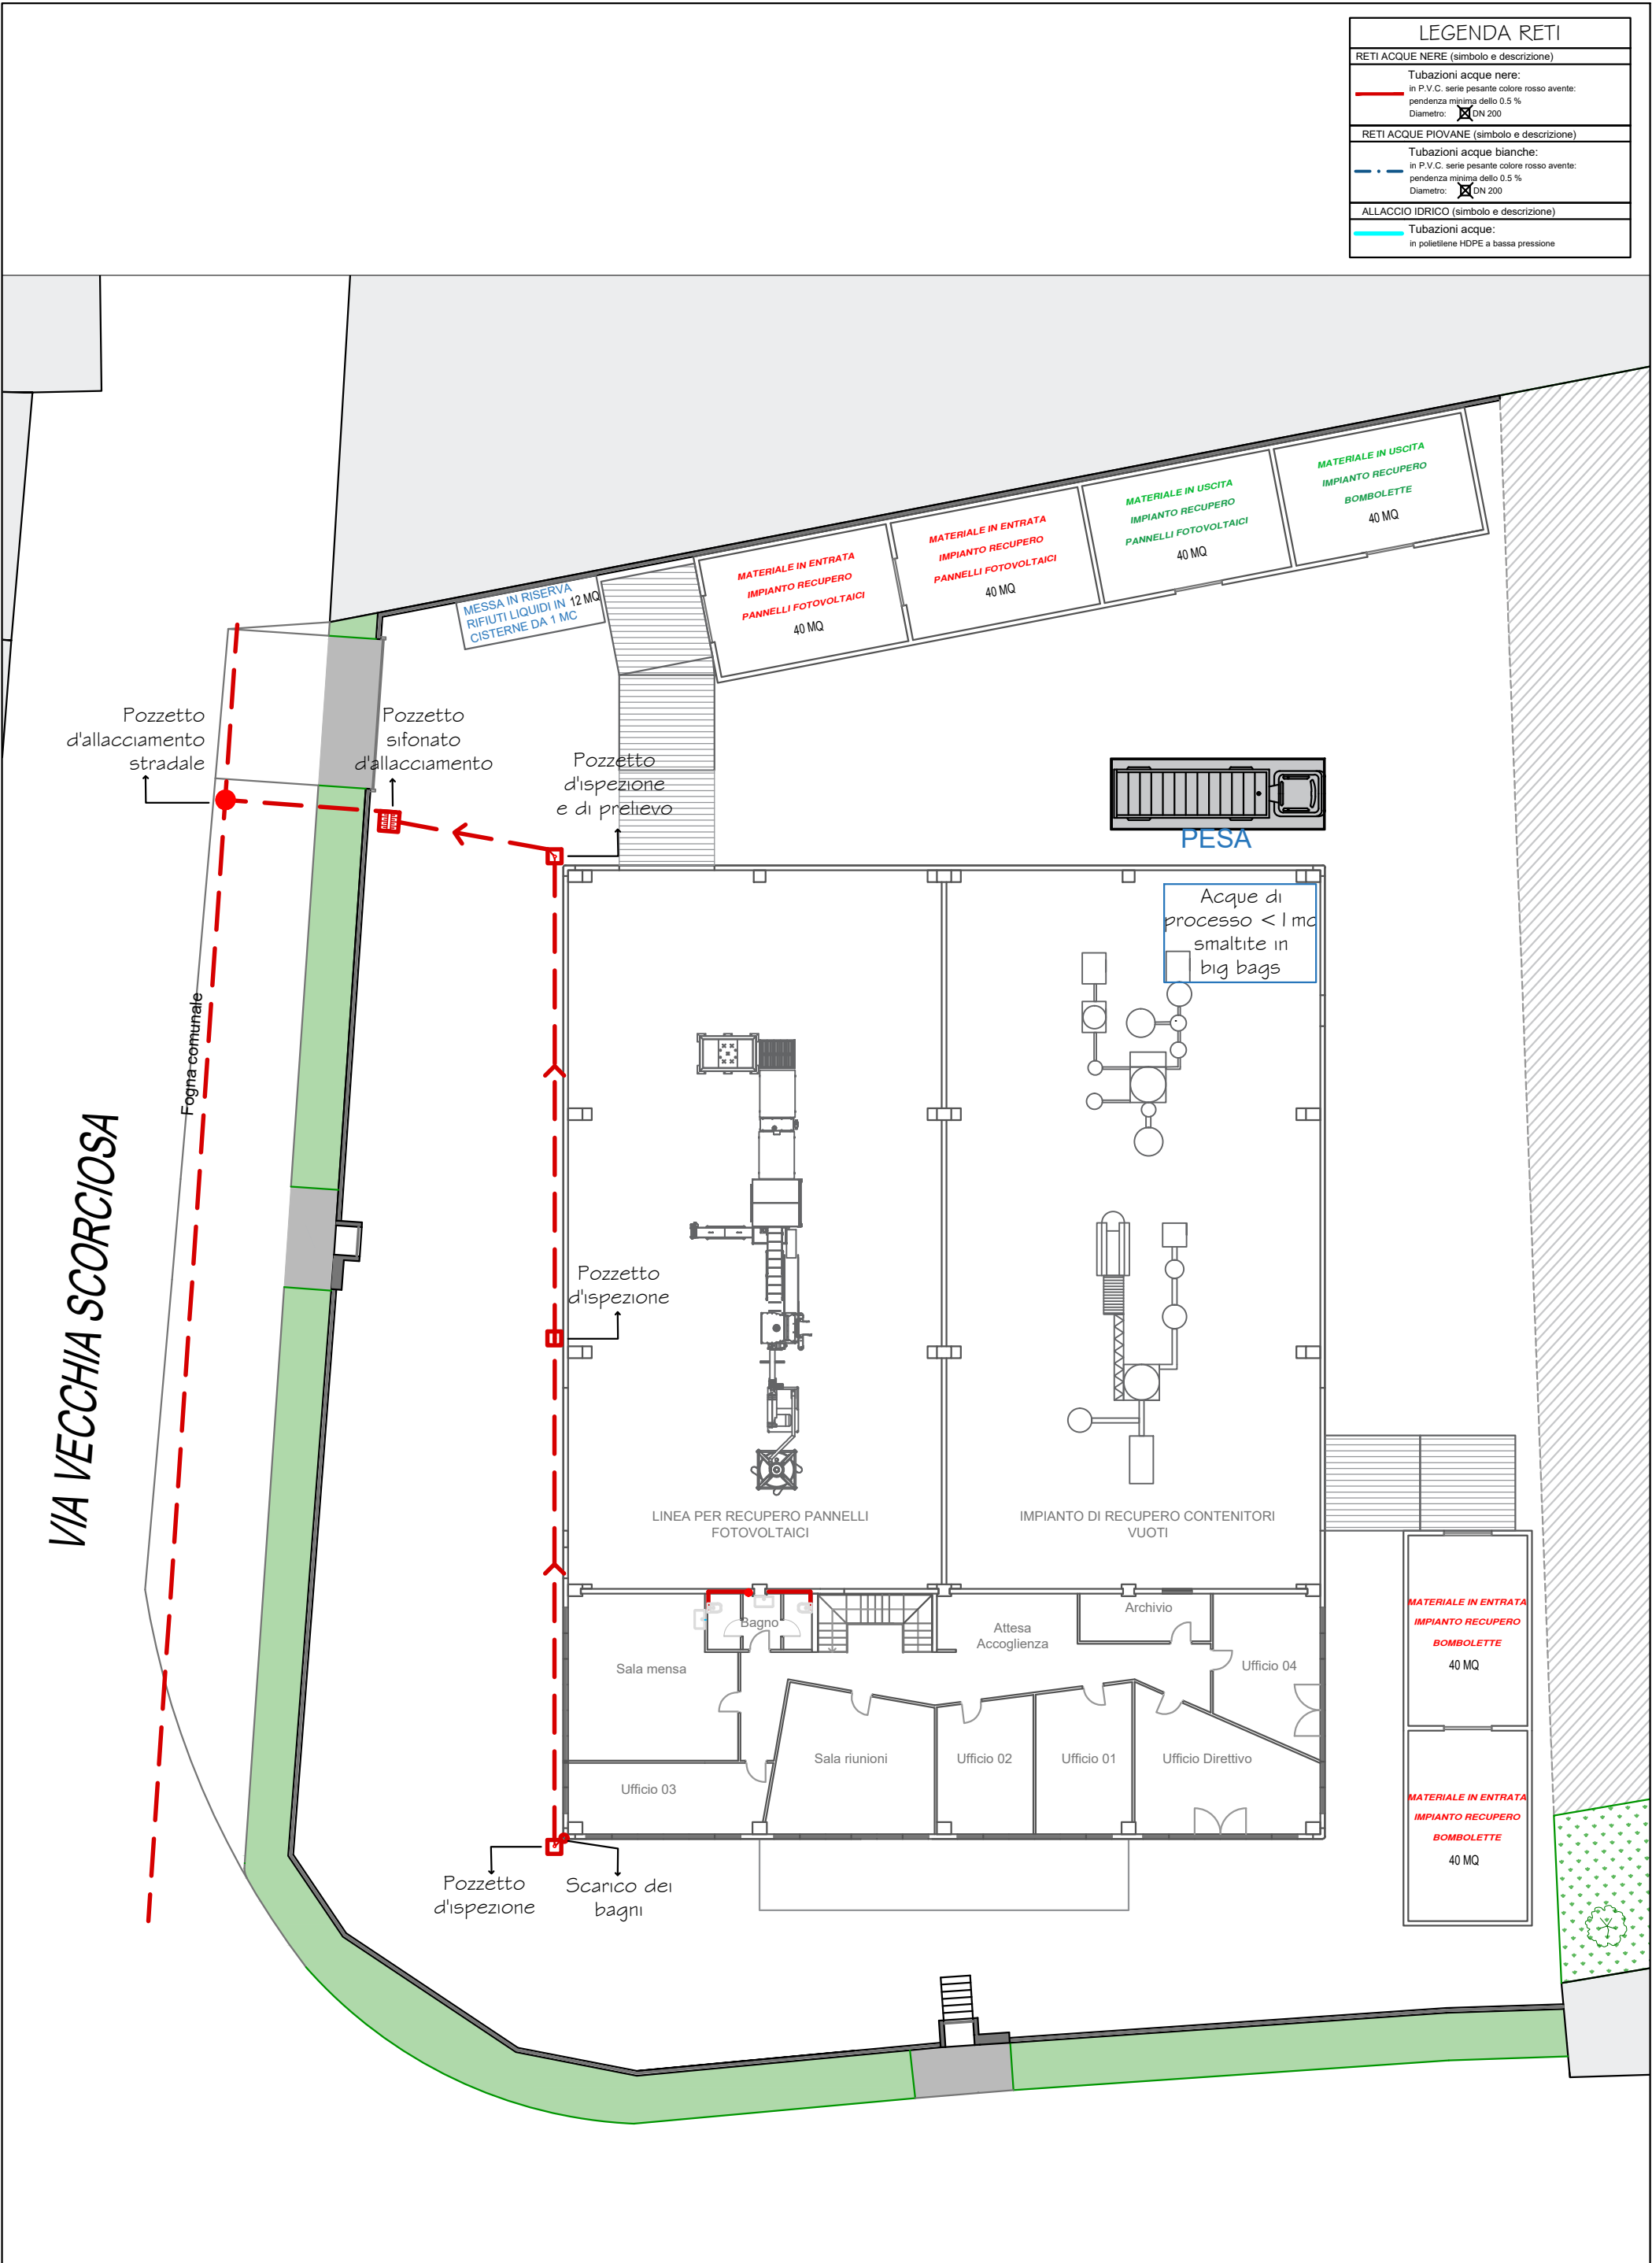 LEGENDA RETI
RETI ACQUE NERE (simbolo e descrizione)
Tubazioni acque nere:
in P.V.C. serie pesante colore rosso avente:
pendenza minima dello 0.5 %
Diametro: DN 200
RETI ACQUE PIOVANE (simbolo e descrizione)
Tubazioni acque bianche:
in P.V.C. serie pesante colore rosso avente:
pendenza minima dello 0.5 %
Diametro: DN 200
ALLACCIO IDRICO (simbolo e descrizione)
Tubazioni acque:
in polietilene HDPE a bassa pressione
MATERIALE IN USCITA
IMPIANTO RECUPERO
BOMBOLETTE
40 MQ
MATERIALE IN USCITA
IMPIANTO RECUPERO
PANNELLI FOTOVOLTAICI
40 MQ
MATERIALE IN ENTRATA
IMPIANTO RECUPERO
PANNELLI FOTOVOLTAICI
40 MQ
MATERIALE IN ENTRATA
IMPIANTO RECUPERO
PANNELLI FOTOVOLTAICI
40 MQ
MESSA IN RISERVA
RIFIUTI LIQUIDI IN 12 MQ
CISTERNE DA 1 MC
Pozzetto
d'allacciamento
stradale
Pozzetto
sifonato
d'allacciamento
Pozzetto
d'ispezione
e di prelievo
PESA
Acque di
processo < 1 mc
smaltite in
big bags
Fogna comunale
VIA VECCHIA SCORCIOSA
Pozzetto
d'ispezione
LINEA PER RECUPERO PANNELLI
FOTOVOLTAICI
IMPIANTO DI RECUPERO CONTENITORI
VUOTI
Bagno
Archivio
Attesa
Accoglienza
Sala mensa
Ufficio 04
Sala riunioni
Ufficio 02
Ufficio 01
Ufficio Direttivo
Ufficio 03
MATERIALE IN ENTRATA
IMPIANTO RECUPERO
BOMBOLETTE
40 MQ
MATERIALE IN ENTRATA
IMPIANTO RECUPERO
BOMBOLETTE
40 MQ
Pozzetto
d'ispezione
Scarico dei
bagni